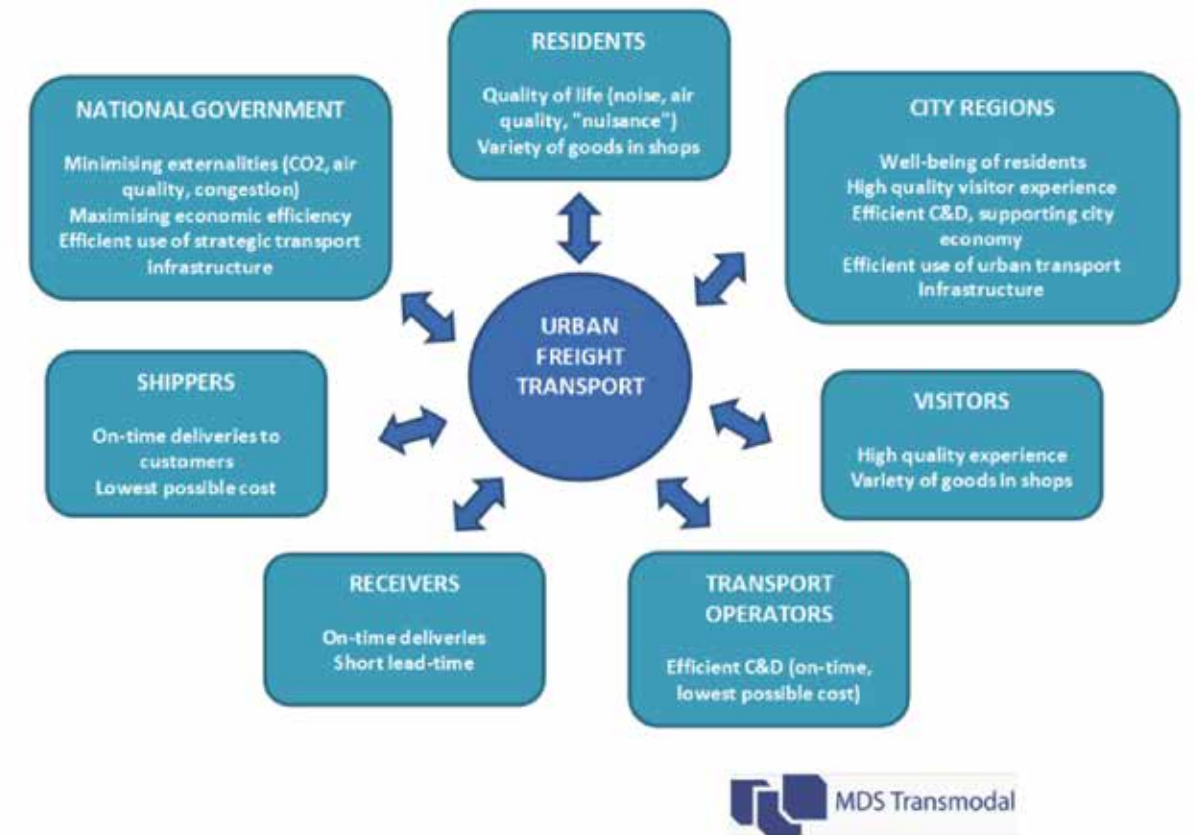 RESIDENTS
Quality of life (noise, air
quality, "nuisance")
Variety of goods in shops
NATIONAL GOVERNMENT
Minimising externalities (CO2, air
quality, congestion)
Maximising economic efficiency
Efficient use of strategic transport
infrastructure
CITY REGIONS
Well-being of residents
High quality visitor experience
Efficient C&D, supporting city
economy
Efficient use of urban transport
Infrastructure
URBAN
FREIGHT
TRANSPORT
SHIPPERS
On-time deliveries to
customers
Lowest possible cost
VISITORS
High quality experience
Variety of goods in shops
RECEIVERS
On-time deliveries
Short lead-time
TRANSPORT
OPERATORS
Efficient C&D (on-time,
lowest possible cost)
MDS Transmodal